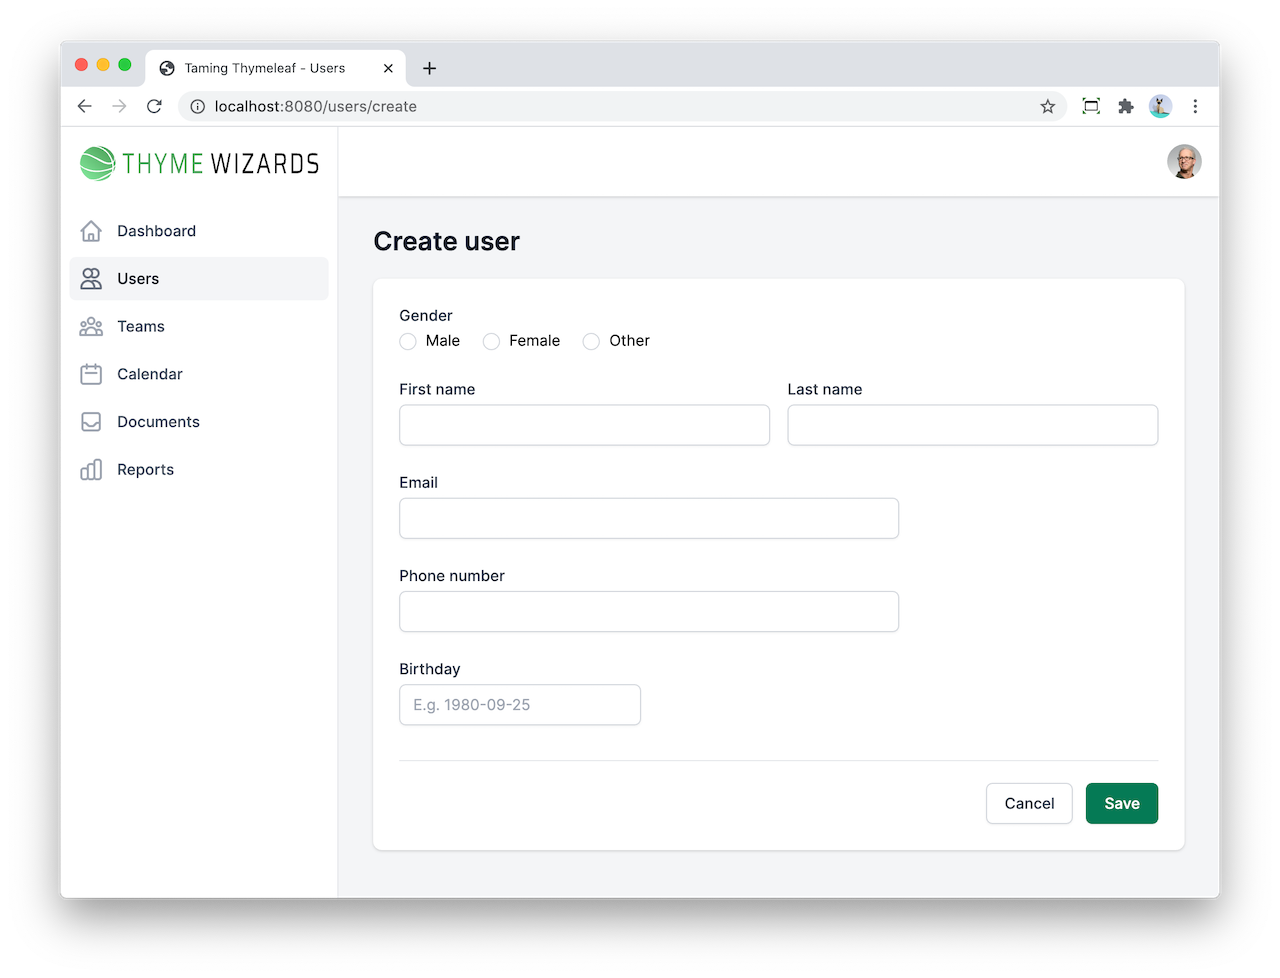 Taming Thymeleaf - Users
localhost:8080/users/create
THYME WIZARDS
Dashboard
Users
Teams
Calendar
Documents
Reports
Create user
Gender
Male Female Other
First name Last name
Email
Phone number
Birthday
E.g. 1980-09-25
Cancel Save